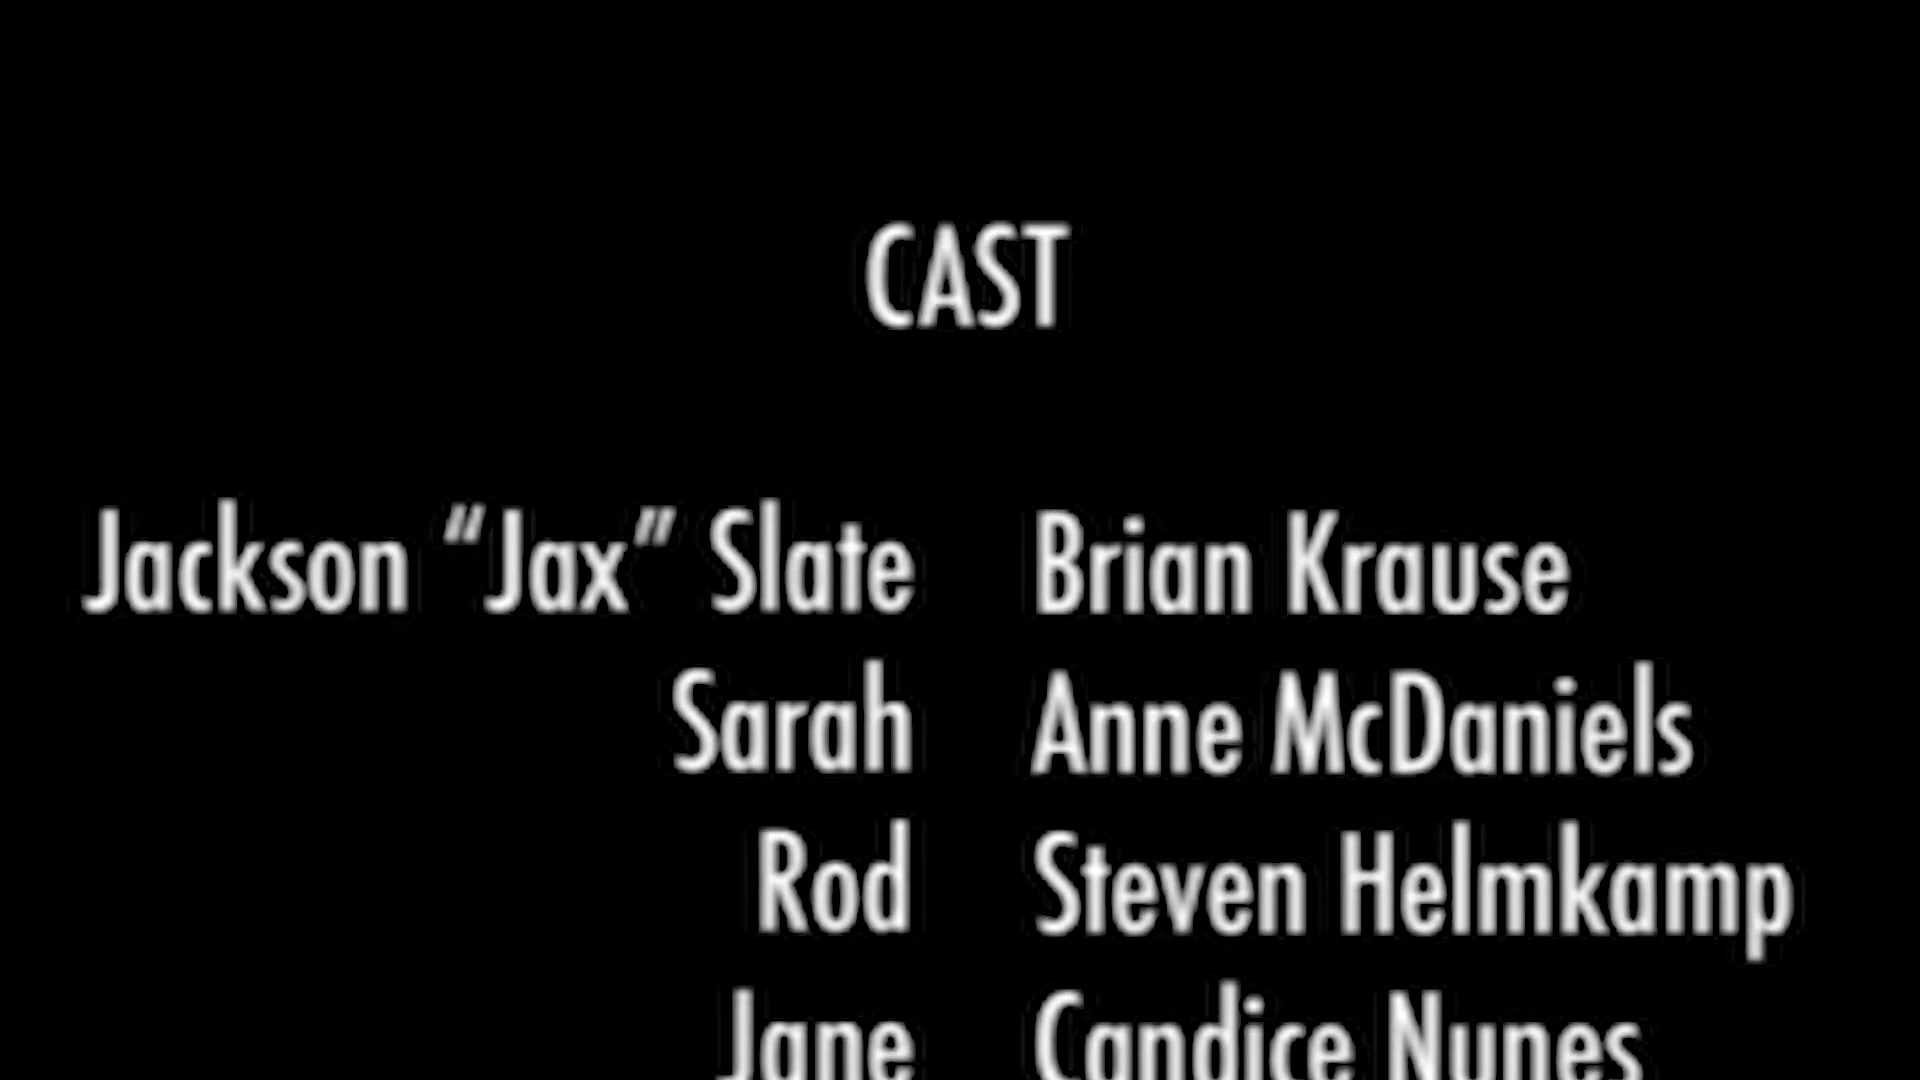 CAST
Jackson “Jax” Slate Brian Krause
Sarah Anne McDaniels
Rod Steven Helmkamp
Jane Candice Nunes